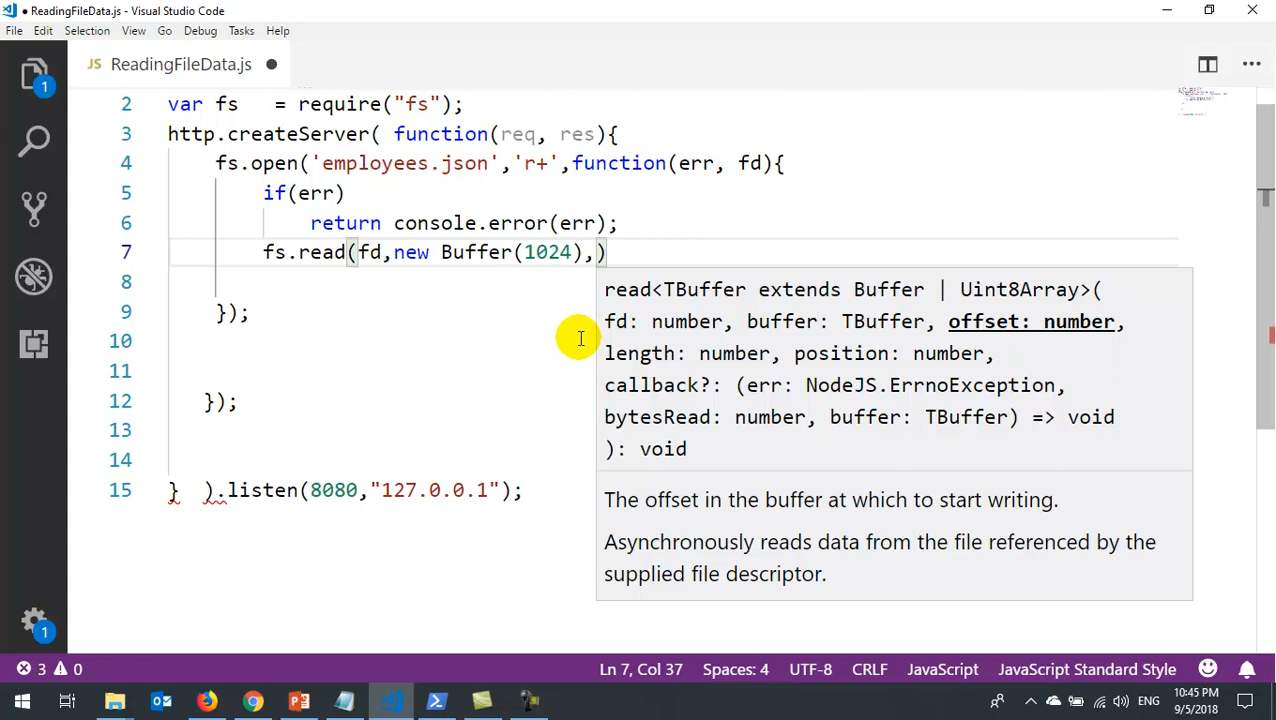 ● ReadingFileData.js - Visual Studio Code
File Edit Selection View Go Debug Tasks Help
JS ReadingFileData.js ●
2 var fs   = require("fs");
3 http.createServer( function(req, res){
4 fs.open('employees.json','r+',function(err, fd){
5 if(err)
6 return console.error(err);
7 fs.read(fd,new Buffer(1024),)
8
9 });
10
11
12 });
13
14
15 }  ).listen(8080,"127.0.0.1");
read<TBuffer extends Buffer | Uint8Array>(
fd: number, buffer: TBuffer, offset: number,
length: number, position: number,
callback?: (err: NodeJS.ErrnoException,
bytesRead: number, buffer: TBuffer) => void
): void
The offset in the buffer at which to start writing.
Asynchronously reads data from the file referenced by the
supplied file descriptor.
1
1
3 0 Ln 7, Col 37 Spaces: 4 UTF-8 CRLF JavaScript JavaScript Standard Style
ENG 10:45 PM
9/5/2018